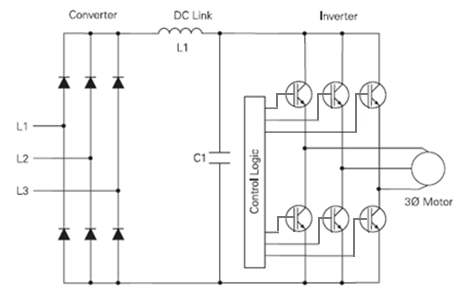 Converter
DC Link
Inverter
L1
L1
L2
L3
C1
Control Logic
3Ø Motor